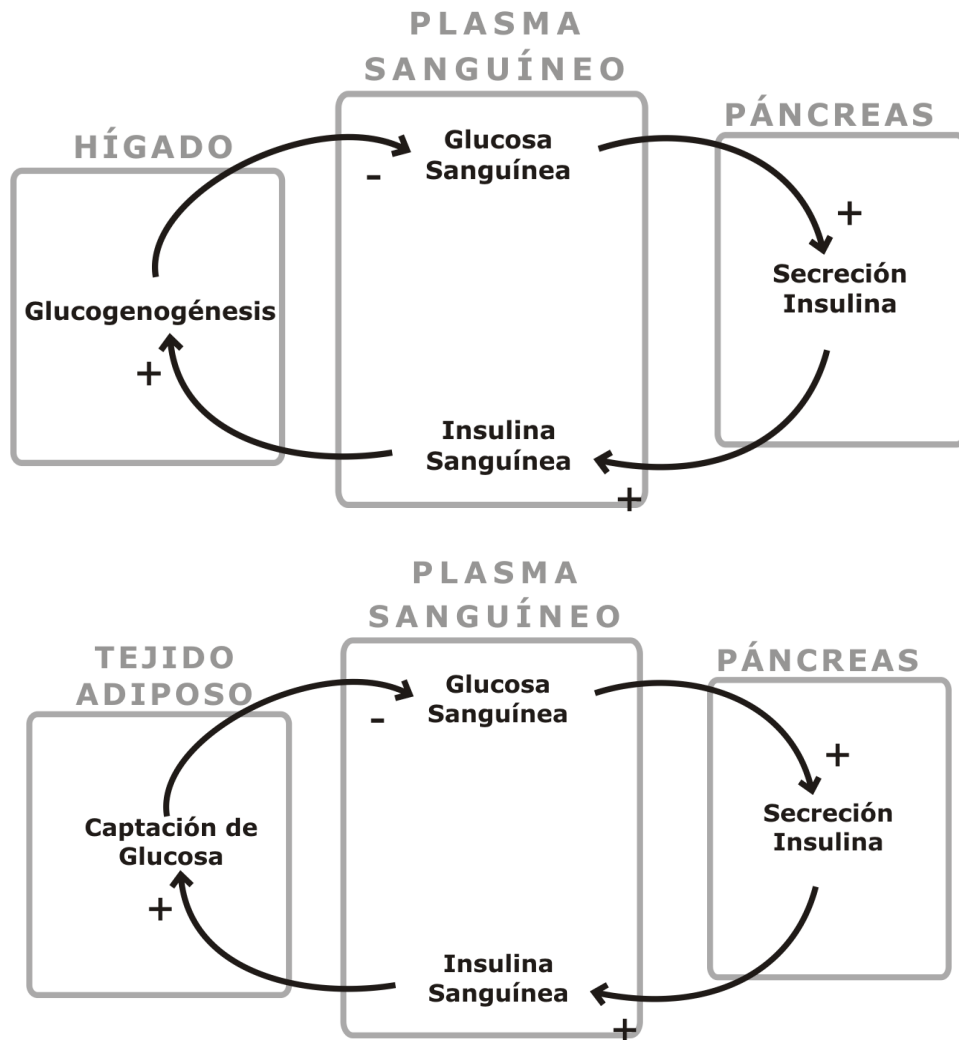 PLASMA
SANGUÍNEO
HÍGADO
PÁNCREAS
Glucosa
Sanguínea
-
+
Secreción
Insulina
Glucogenogénesis
+
Insulina
Sanguínea
+
PLASMA
SANGUÍNEO
TEJIDO
ADIPOSO
PÁNCREAS
Glucosa
Sanguínea
-
+
Secreción
Insulina
Captación de
Glucosa
+
Insulina
Sanguínea
+